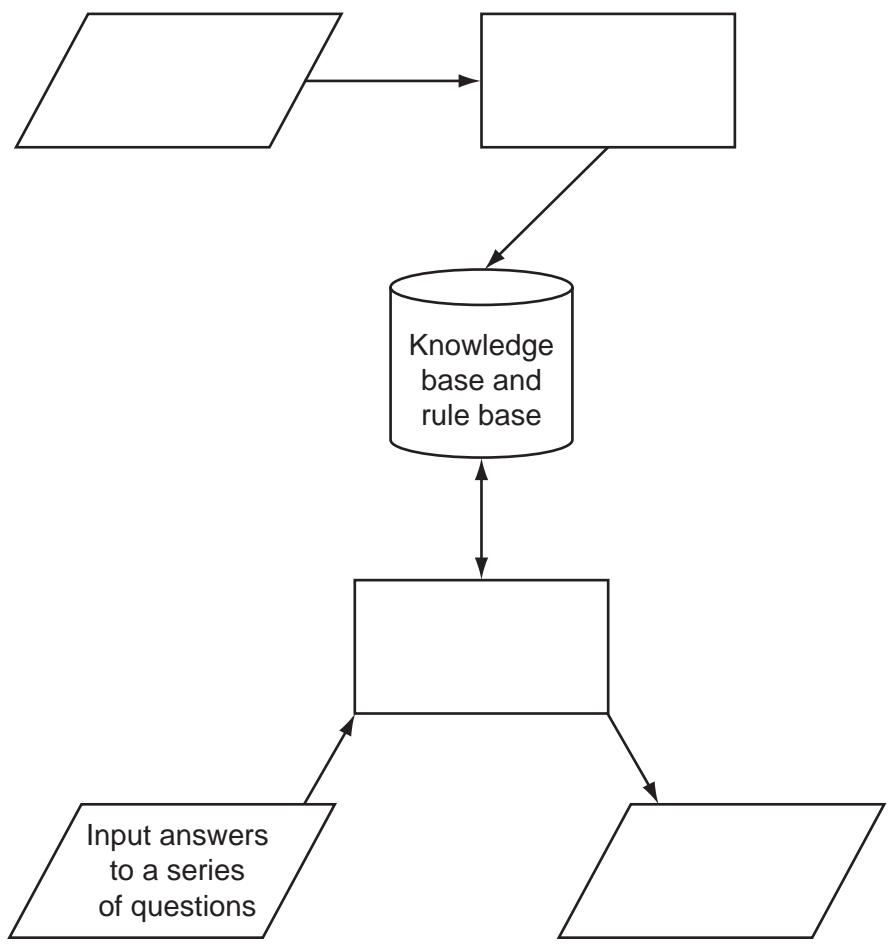 Knowledge
base and
rule base
Input answers
to a series
of questions